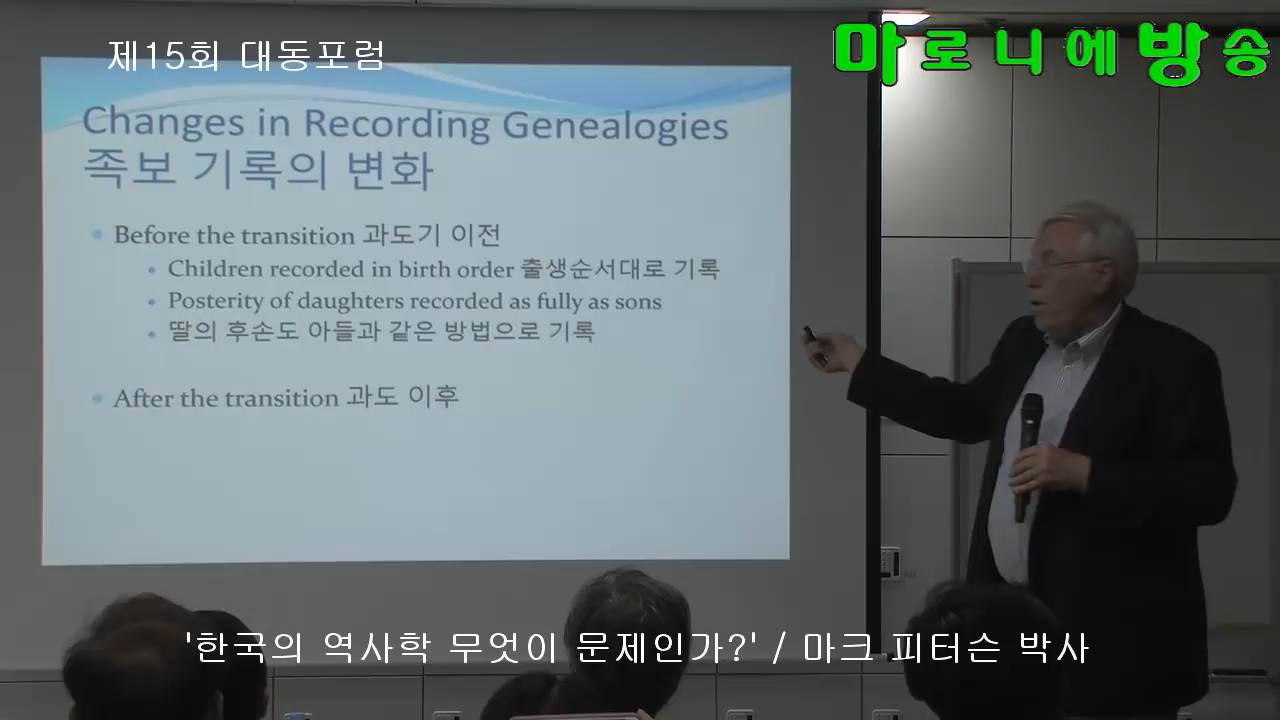 제15회 대동포럼
마로니에방송
Changes in Recording Genealogies
족보 기록의 변화
Before the transition 과도기 이전
Children recorded in birth order 출생순서대로 기록
Posterity of daughters recorded as fully as sons
딸의 후손도 아들과 같은 방법으로 기록
After the transition 과도 이후
'한국의 역사학 무엇이 문제인가?' / 마크 피터슨 박사